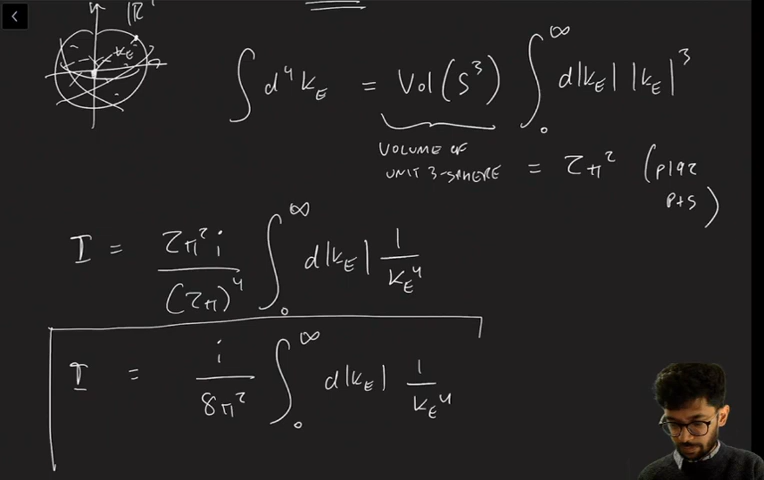 ℝ⁴
k_E
∫ d⁴k_E = Vol(S³) ∫₀^∞ d|k_E| |k_E|³
VOLUME OF
UNIT 3-SPHERE = 2π² (p192
P+S)
I = 2π²i/(2π)⁴ ∫₀^∞ d|k_E| 1/k_E⁴
I = i/8π² ∫₀^∞ d|k_E| 1/k_E⁴